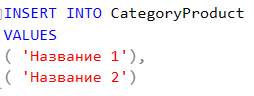 INSERT INTO CategoryProduct
VALUES
( 'Название 1'),
( 'Название 2')